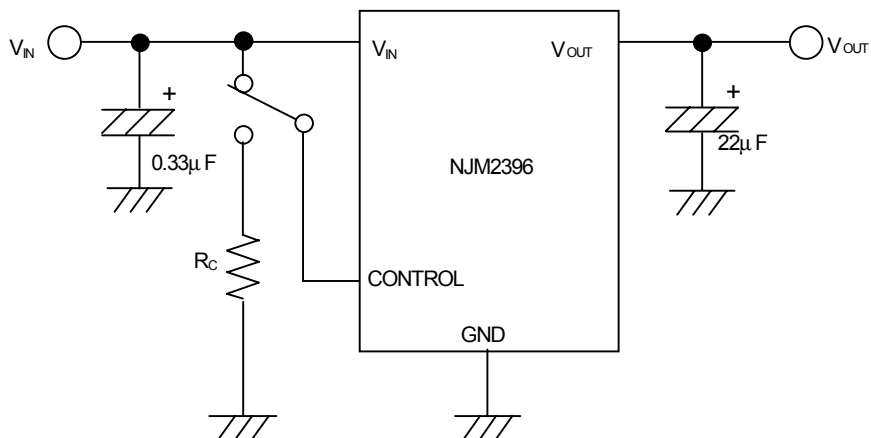 VIN
VIN
VOUT
VOUT
+
0.33μF
+
22μF
NJM2396
RC
CONTROL
GND